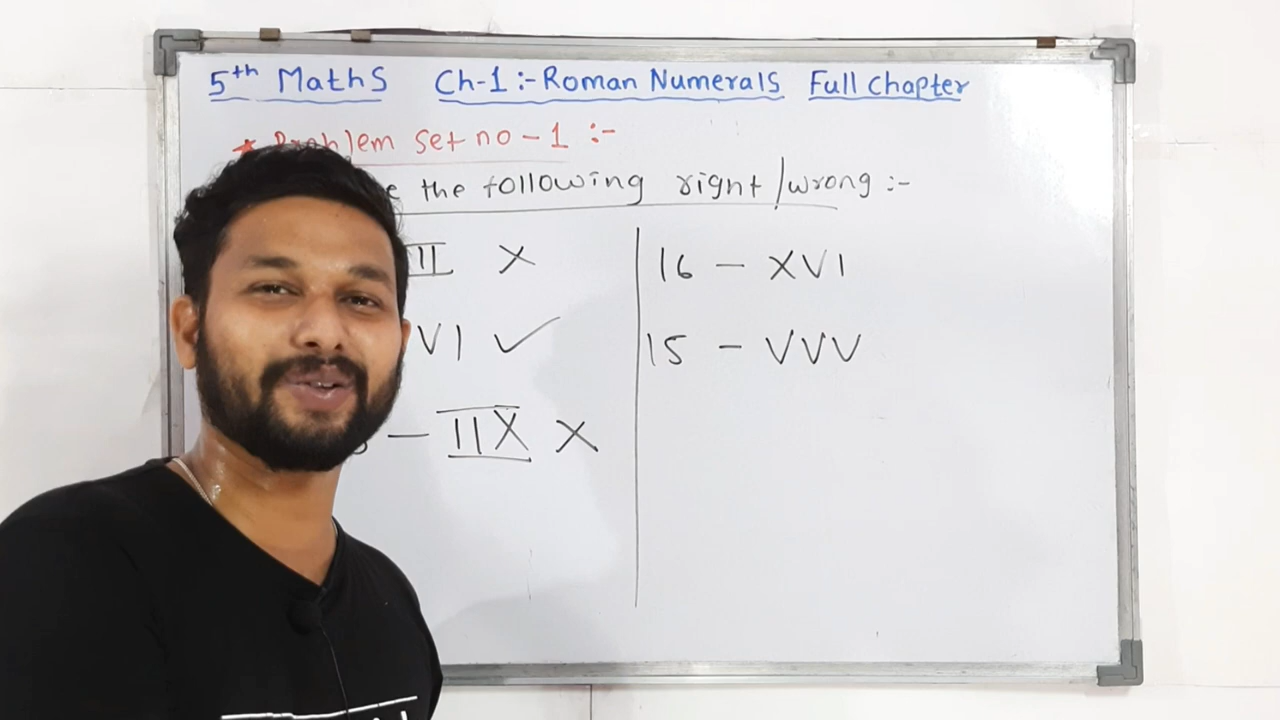 5th Maths Ch-1:- Roman Numerals Full Chapter
* Problem set no - 1 :-
the following right/wrong :-
II X
VI ✓
- IIX X
16 - XVI
15 - VVV